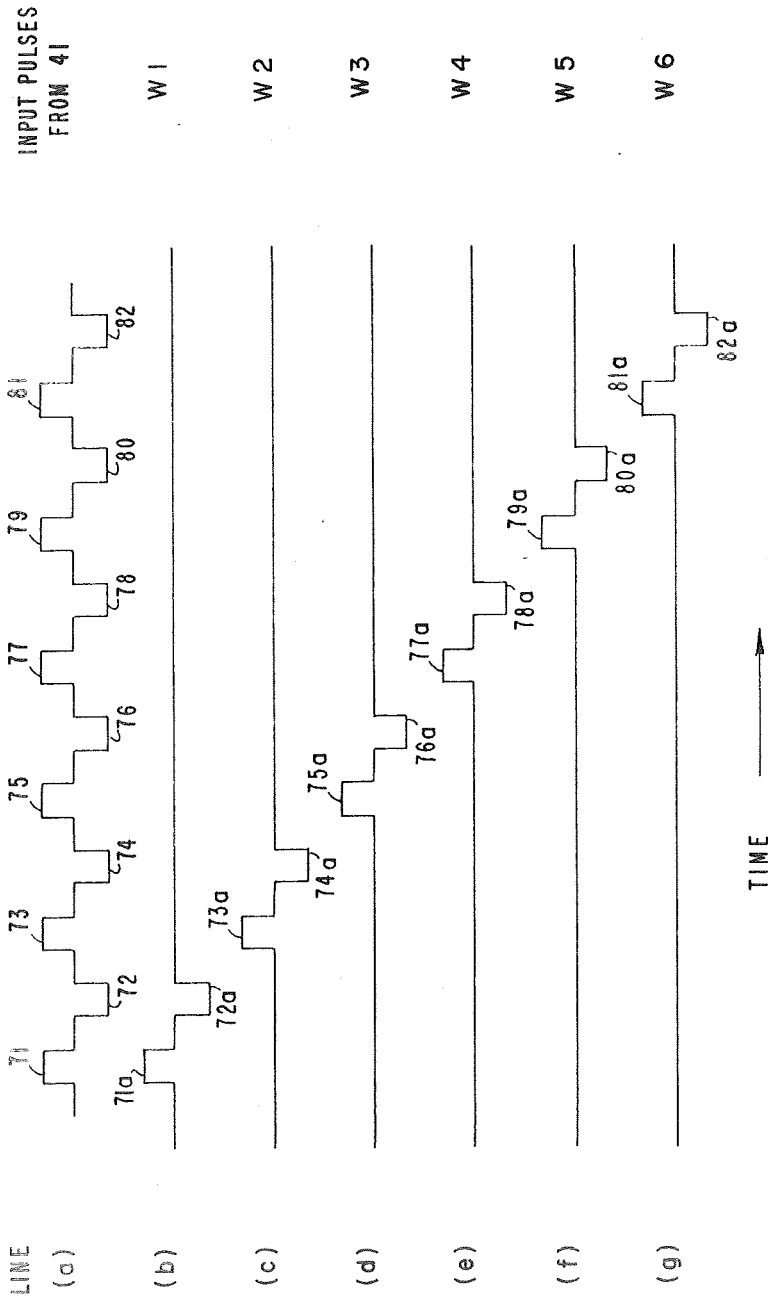 LINE
INPUT PULSES
FROM 41
(a)
71
72
73
74
75
76
77
78
79
80
81
82
(b)
71a
72a
W1
(c)
73a
74a
W2
(d)
75a
76a
W3
(e)
77a
78a
W4
(f)
79a
80a
W5
(g)
81a
82a
W6
TIME